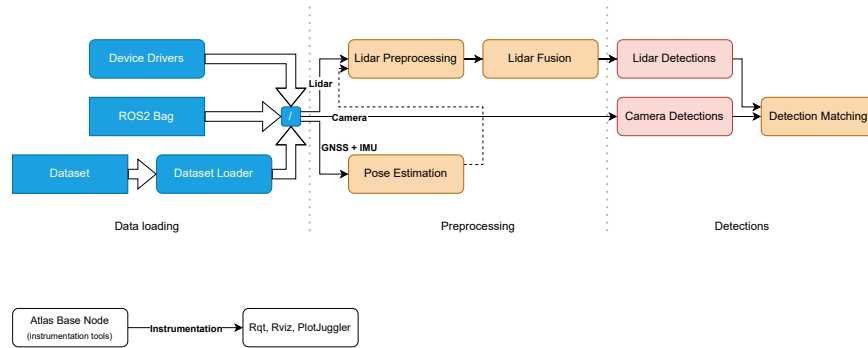 Device Drivers
Lidar Preprocessing
Lidar Fusion
Lidar Detections
Lidar
ROS2 Bag
/
Camera
Camera Detections
Detection Matching
GNSS + IMU
Dataset
Dataset Loader
Pose Estimation
Data loading
Preprocessing
Detections
Atlas Base Node
(instrumentation tools)
Instrumentation
Rqt, Rviz, PlotJuggler